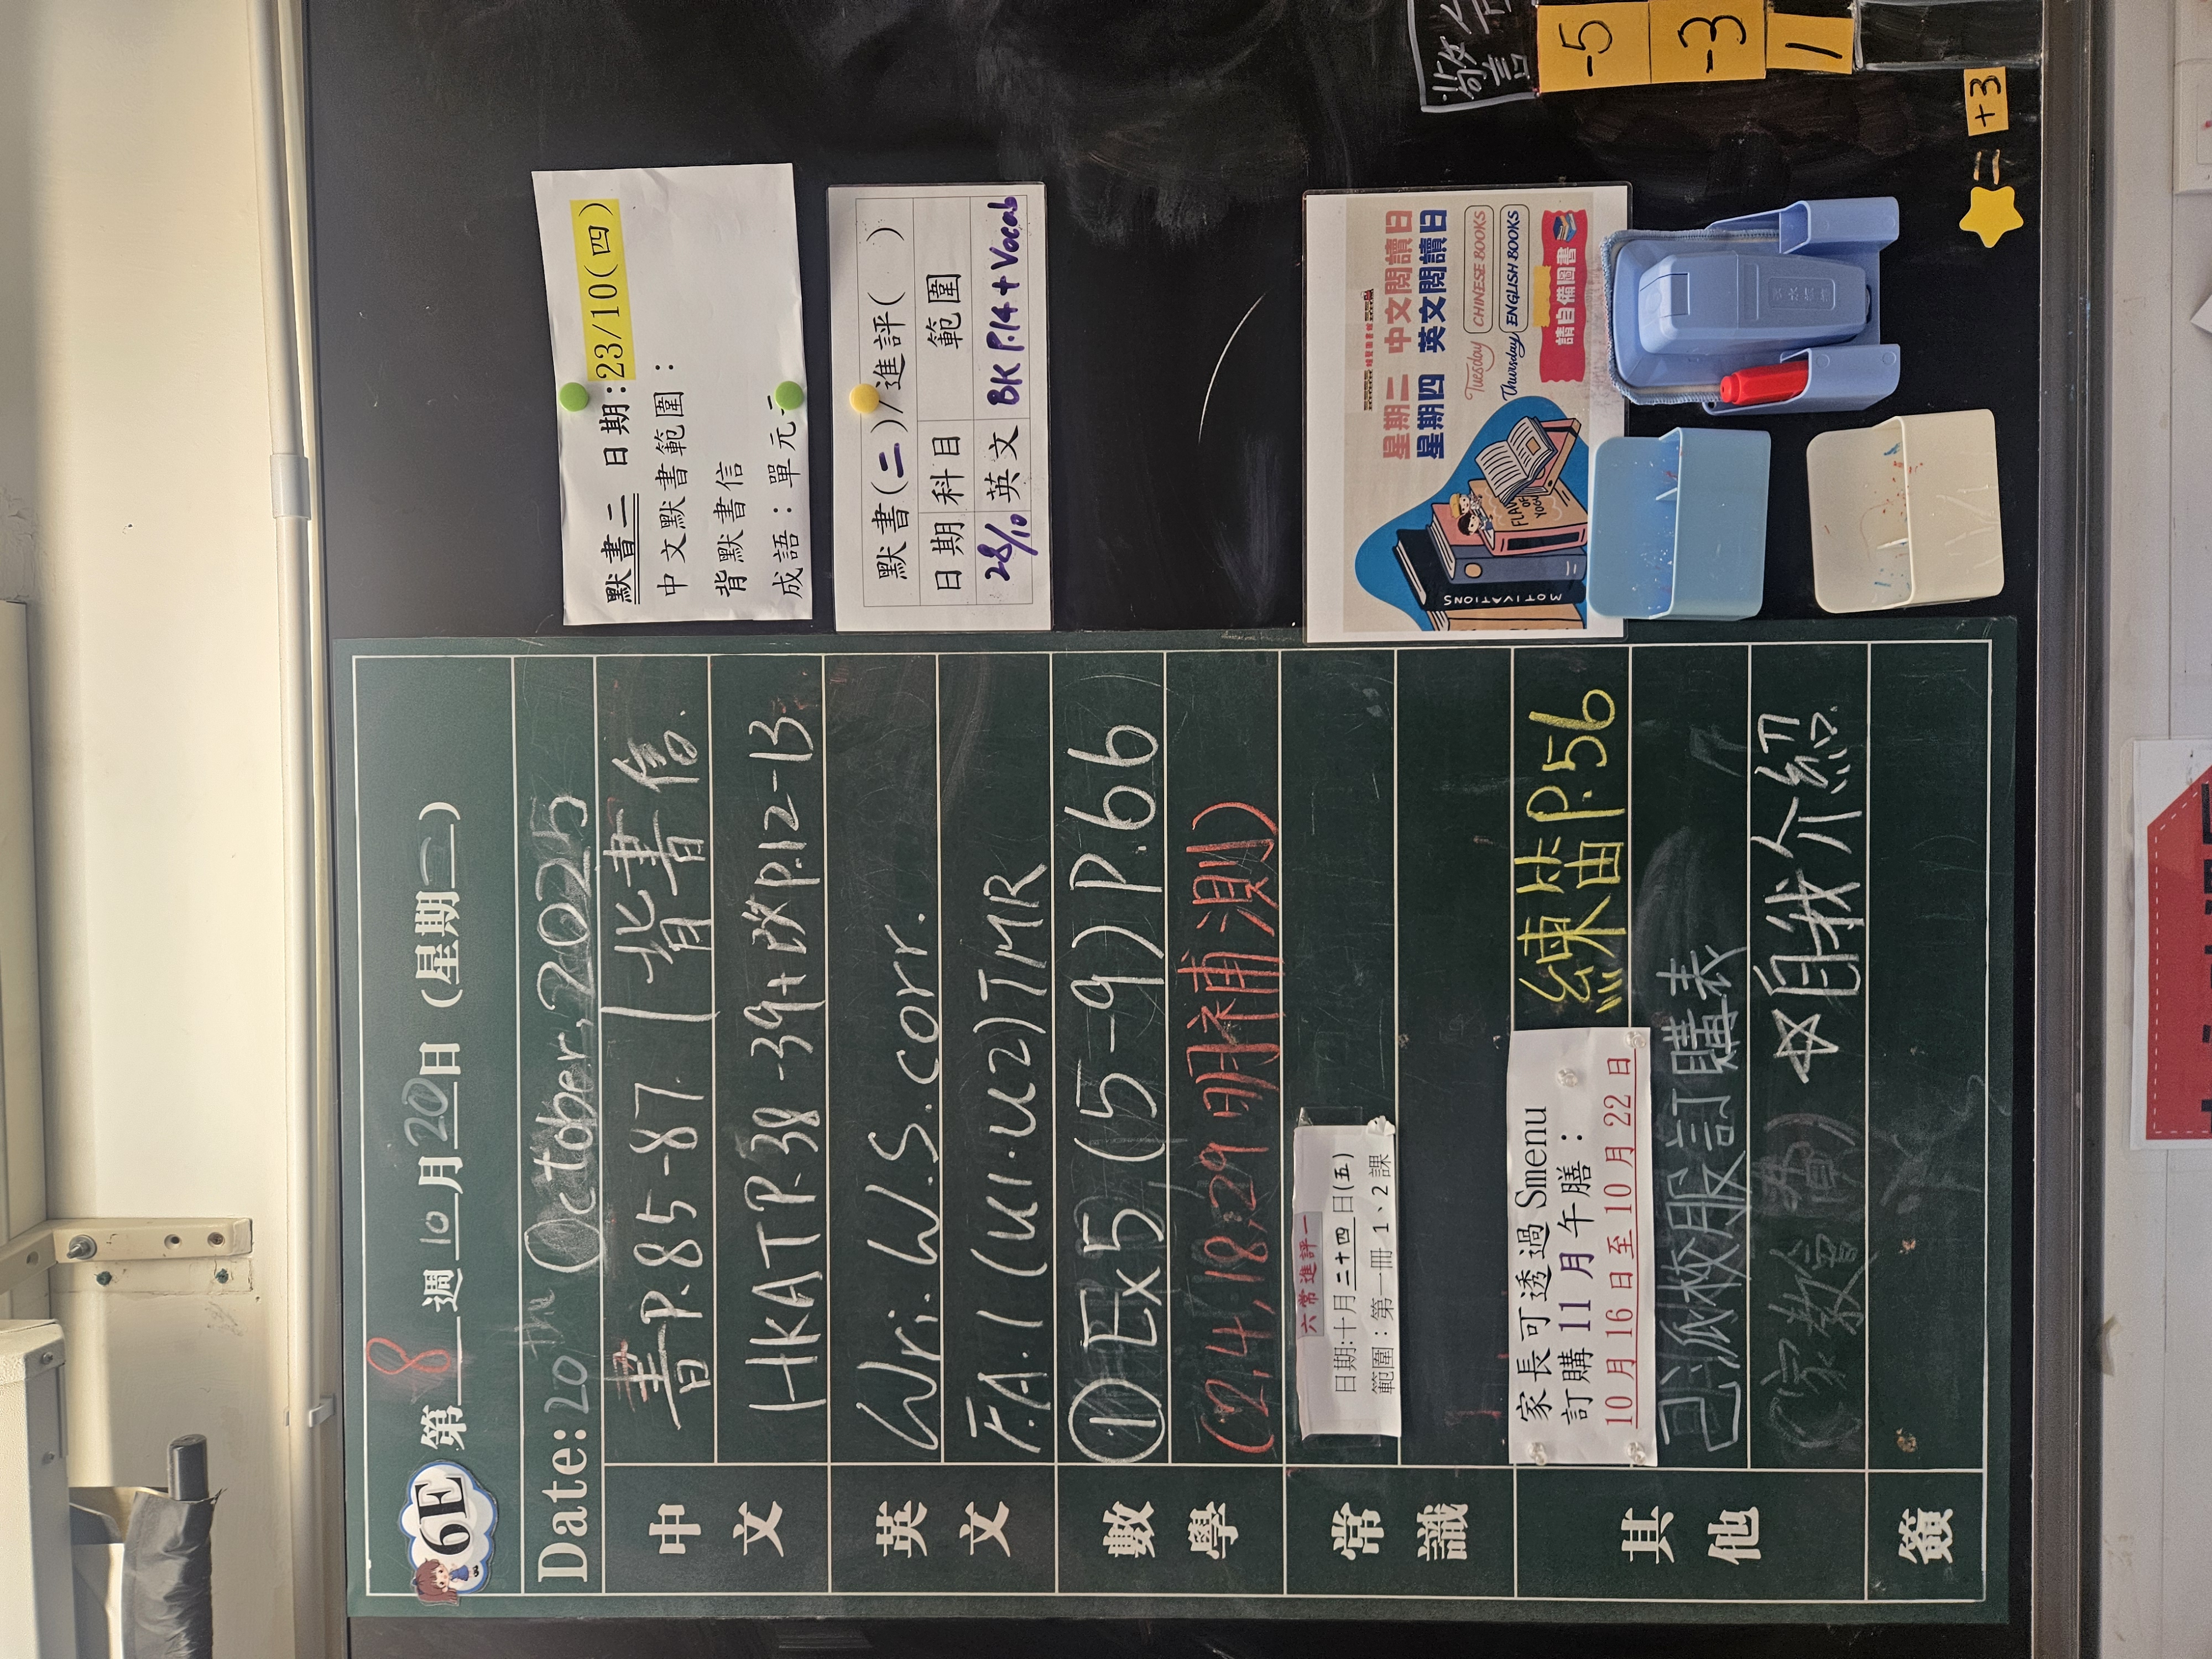 6E 第 8 週 10 月 20 日 (星期一)
Date: 20th October, 2025
中文
書P.85-87 | 背書信.
HKAT P.38-39+改P.12-13
英文
Wri. W.S. corr.
F.A.1 (U1-U2) TMR
數學
① Ex5 (5-9) P.66
(2,4,18,29明補測)
常識
六常進評一
日期:十月二十四日(五)
範圍:第一冊 1、2課
其他
家長可透過 Smenu
訂購 11 月午膳:
10 月 16 日至 10 月 22 日
練笛P.56
已派校服訂購表
(家教會
☆自我介紹
簽
默書二 日期:23/10(四)
中文默書範圍:
背默書信
成語:單元
默書(二)/進評( )
日期 科目 範圍
28/10 英文 BK P.14 + Vocab
星期二 中文閱讀日
星期四 英文閱讀日
Tuesday CHINESE BOOKS
Thursday ENGLISH BOOKS
請自備圖書
MOTIVATIONS
-5
-3
1
= +3